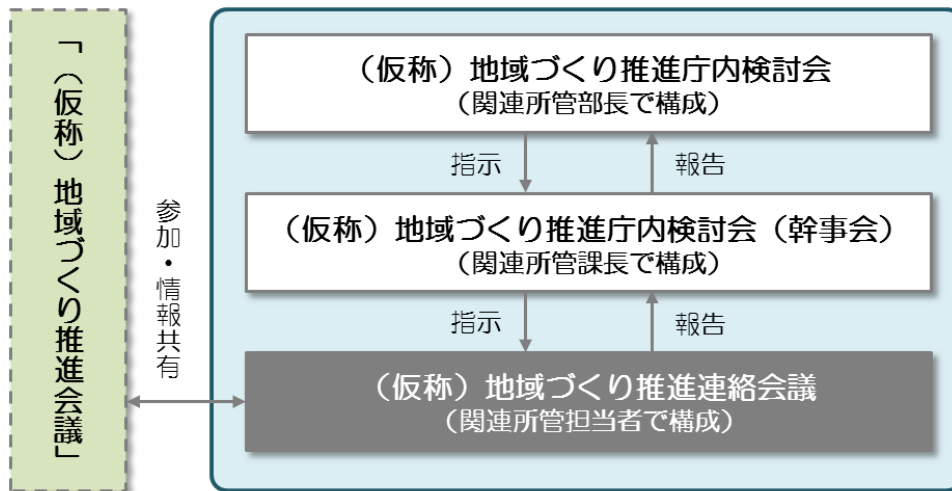 「（仮称）地域づくり推進会議」
参加・情報共有
（仮称）地域づくり推進庁内検討会
（関連所管部長で構成）
指示
報告
（仮称）地域づくり推進庁内検討会（幹事会）
（関連所管課長で構成）
指示
報告
（仮称）地域づくり推進連絡会議
（関連所管担当者で構成）